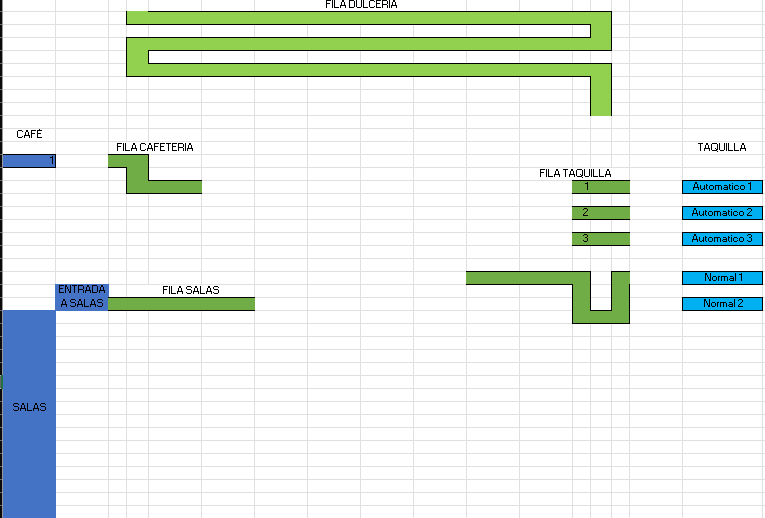 FILA DULCERIA
CAFÉ
1
FILA CAFETERIA
TAQUILLA
FILA TAQUILLA
1
Automatico 1
2
Automatico 2
3
Automatico 3
Normal 1
ENTRADA
A SALAS
FILA SALAS
Normal 2
SALAS